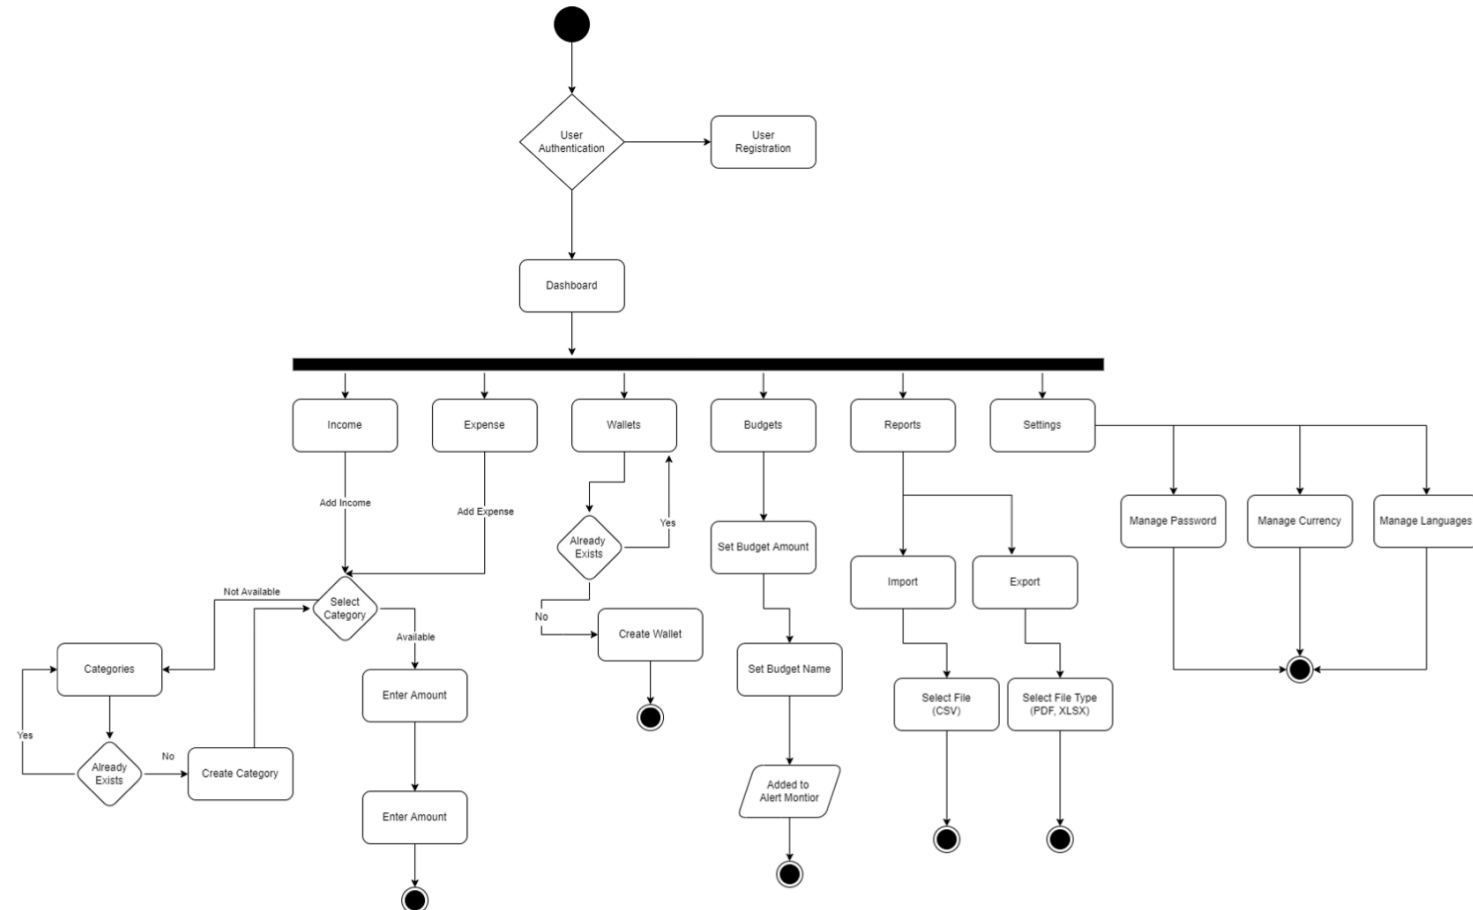 User
Authentication
User
Registration
Dashboard
Income
Expense
Wallets
Budgets
Reports
Settings
Add Income
Add Expense
Yes
Already
Exists
No
Create Wallet
Set Budget Amount
Set Budget Name
Added to
Alert Montior
Import
Export
Select File
(CSV)
Select File Type
(PDF, XLSX)
Manage Password
Manage Currency
Manage Languages
Select
Category
Not Available
Available
Categories
Yes
Already
Exists
No
Create Category
Enter Amount
Enter Amount